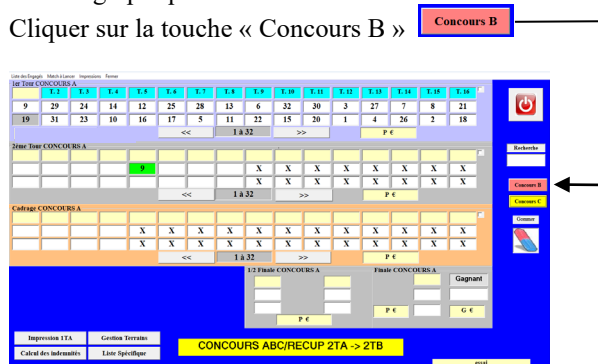 Cliquer sur la touche « Concours B » Concours B
Liste des Engagés Match à Lancer Impressions Fermer
1er Tour CONCOURS A
T. 2 T. 3 T. 4 T. 5 T. 6 T. 7 T. 8 T. 9 T. 10 T. 11 T. 12 T. 13 T. 14 T. 15 T. 16
9 29 24 14 12 25 28 13 6 32 30 3 27 7 8 21
19 31 23 10 16 17 5 11 22 15 20 1 4 26 2 18
<< 1 à 32 >> P €
2ème Tour CONCOURS A
Recherche
9 X X X X X X X X
X X X X X X X X
Concours B
<< 1 à 32 >> P €
Concours C
Cadrage CONCOURS A
Gommer
X X X X X X X X X X X X
X X X X X X X X X X X X
<< 1 à 32 >> P €
1/2 Finale CONCOURS A Finale CONCOURS A
Gagnant
P € P € G €
Impression 1TA Gestion Terrains
Calcul des indemnités Liste Spécifique
CONCOURS ABC/RECUP 2TA -> 2TB
essai